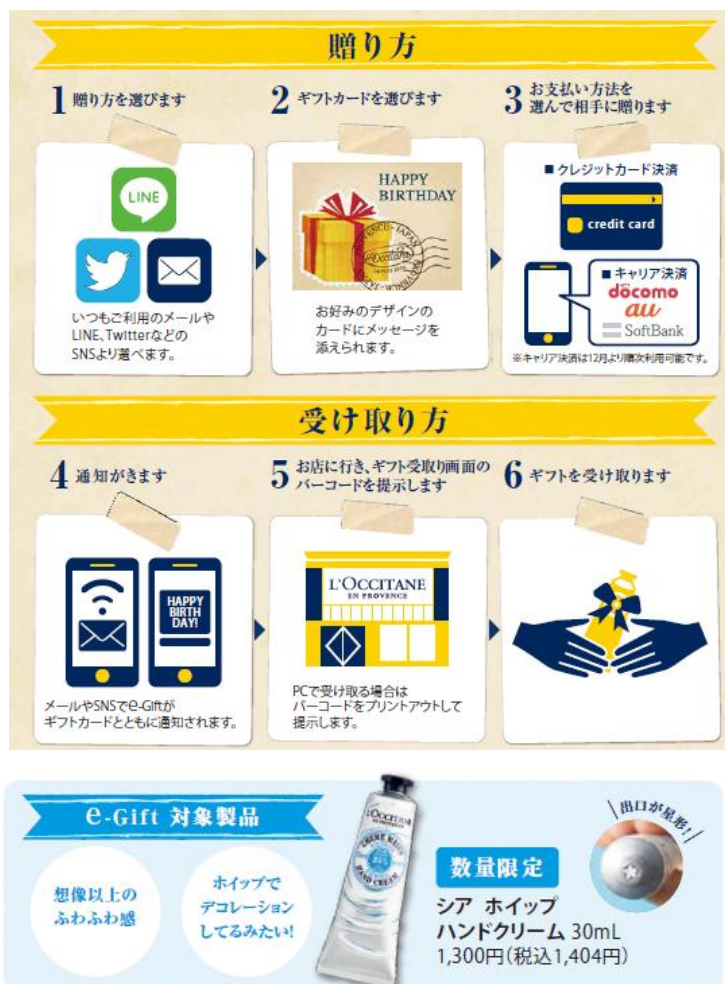 贈り方
1 贈り方を選びます
LINE
いつもご利用のメールや
LINE、Twitterなどの
SNSより選べます。
2 ギフトカードを選びます
HAPPY
BIRTHDAY
お好みのデザインの
カードにメッセージを
添えられます。
3 お支払い方法を
選んで相手に贈ります
■ クレジットカード決済
credit card
■ キャリア決済
döcomo
au
SoftBank
※キャリア決済は12月より順次利用可能です。
受け取り方
4 通知がきます
HAPPY
BIRTH
DAY!
メールやSNSでe-Giftが
ギフトカードとともに通知されます。
5 お店に行き、ギフト受取り画面の
バーコードを提示します
L'OCCITANE
EN PROVENCE
PCで受け取る場合は
バーコードをプリントアウトして
提示します。
6 ギフトを受け取ります
e-Gift 対象製品
想像以上の
ふわふわ感
ホイップで
デコレーション
してるみたい!
L'OCCITANE
HAND CREAM
出口が星形!
数量限定
シア ホイップ
ハンドクリーム 30mL
1,300円(税込1,404円)